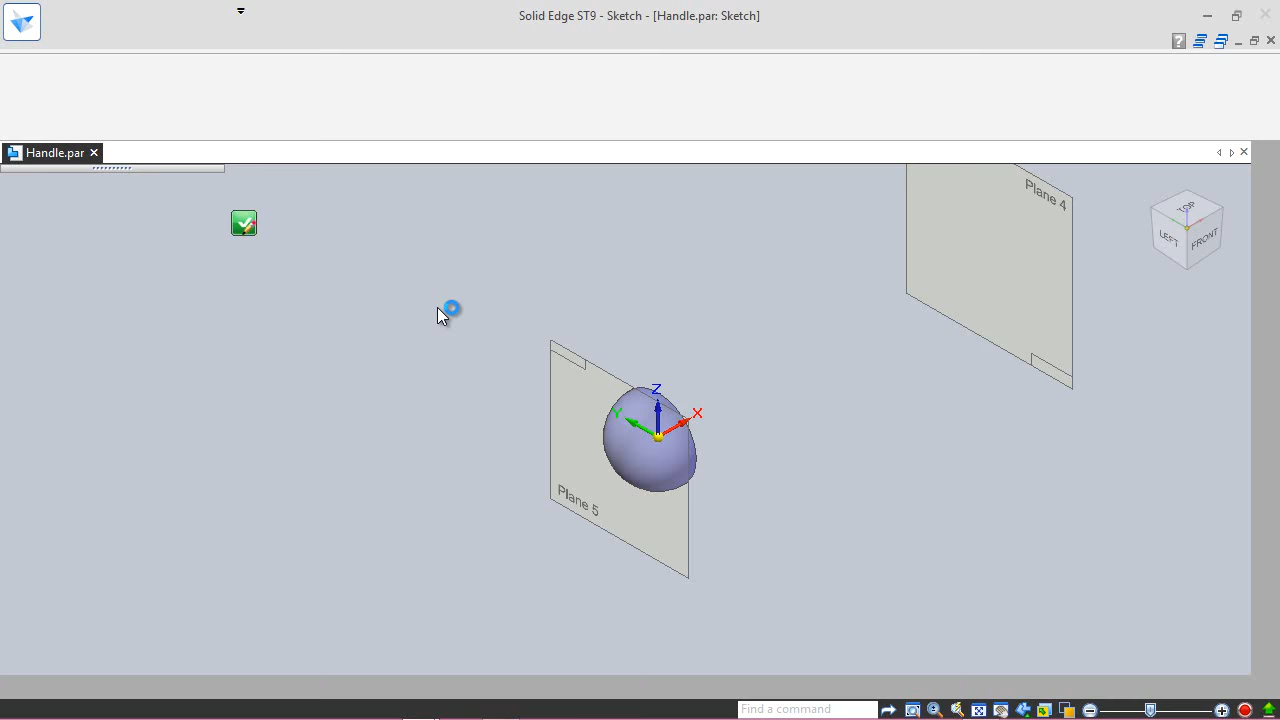 Solid Edge ST9 - Sketch - [Handle.par: Sketch]
Handle.par
Plane 4
TOP
LEFT
FRONT
Z
Y
X
Plane 5
Find a command